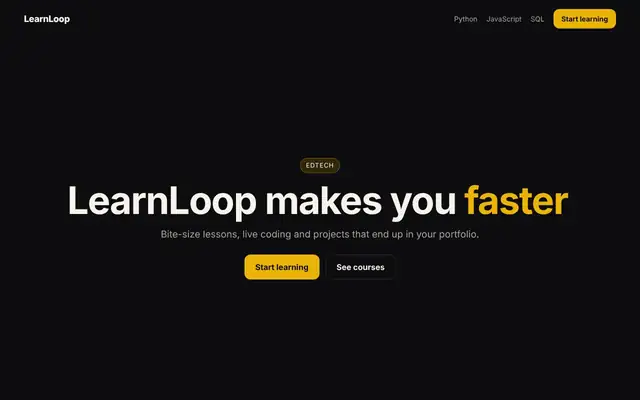 LearnLoop
Python JavaScript SQL Start learning
EDTECH
LearnLoop makes you faster
Bite-size lessons, live coding and projects that end up in your portfolio.
Start learning See courses